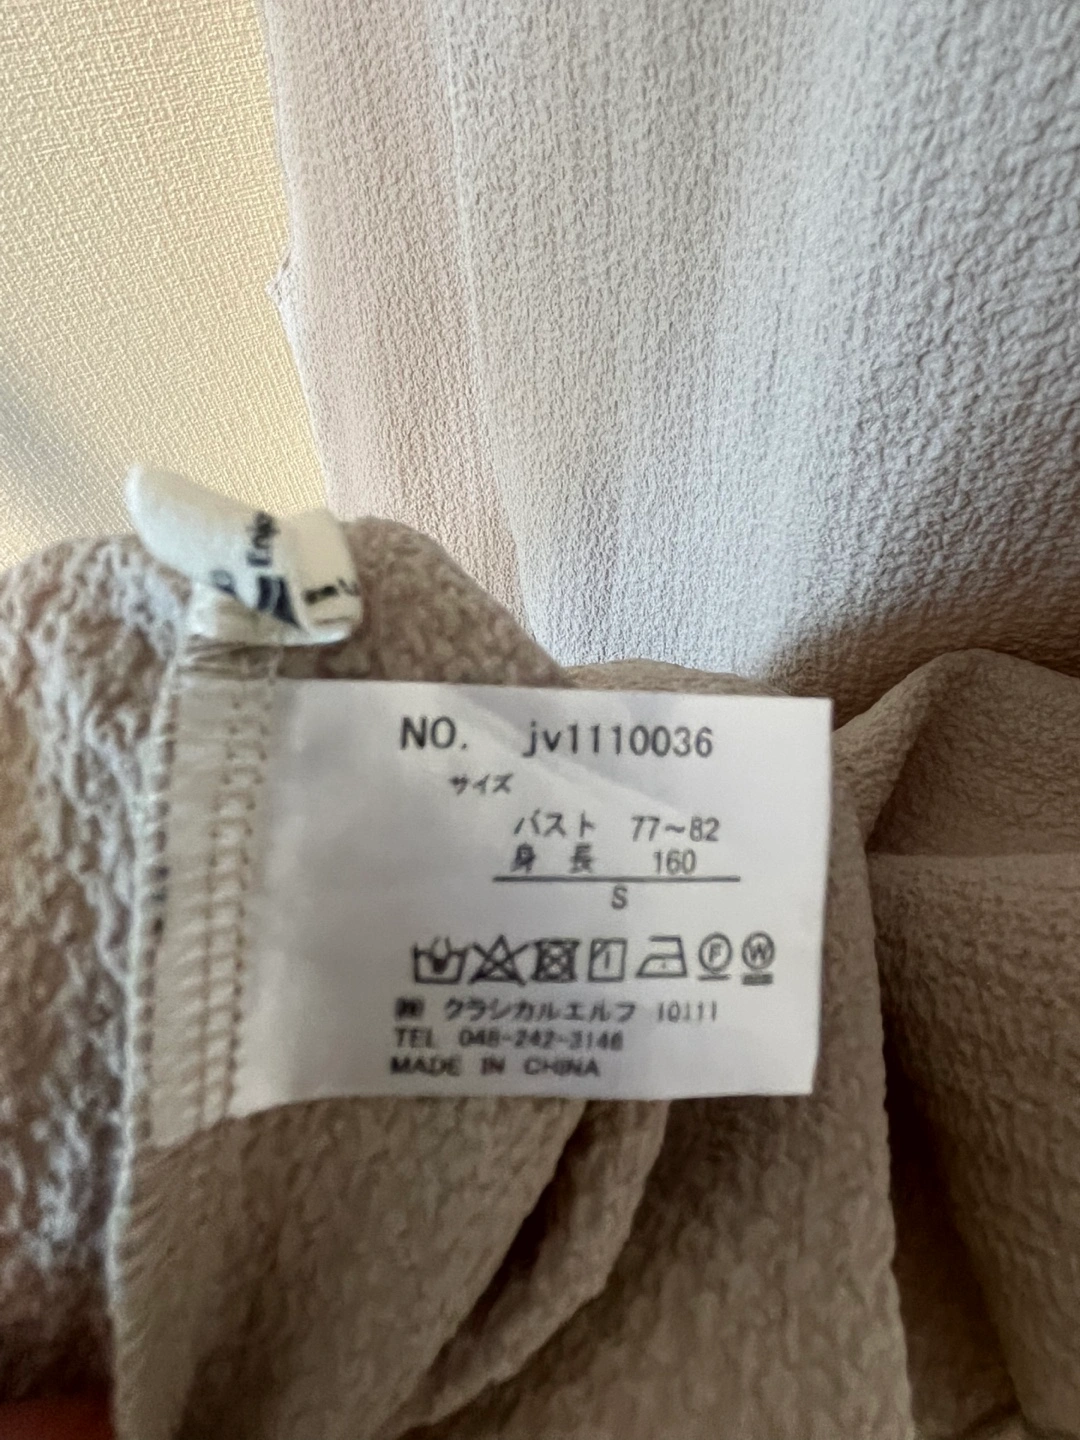 NO. jv1110036
サイズ
バスト 77～82
身長 160
S
F W
㈱ クラシカルエルフ 10111
TEL 048-242-3146
MADE IN CHINA